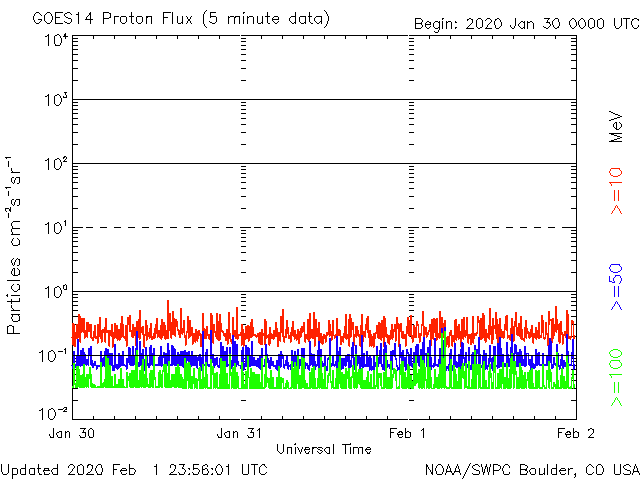 GOES14 Proton Flux (5 minute data)
Begin: 2020 Jan 30 0000 UTC
10⁴
10³
10²
10¹
10⁰
10⁻¹
10⁻²
Particles cm⁻²s⁻¹sr⁻¹
MeV
>=10
>=50
>=100
Jan 30
Jan 31
Feb 1
Feb 2
Universal Time
Updated 2020 Feb 1 23:56:01 UTC
NOAA/SWPC Boulder, CO USA